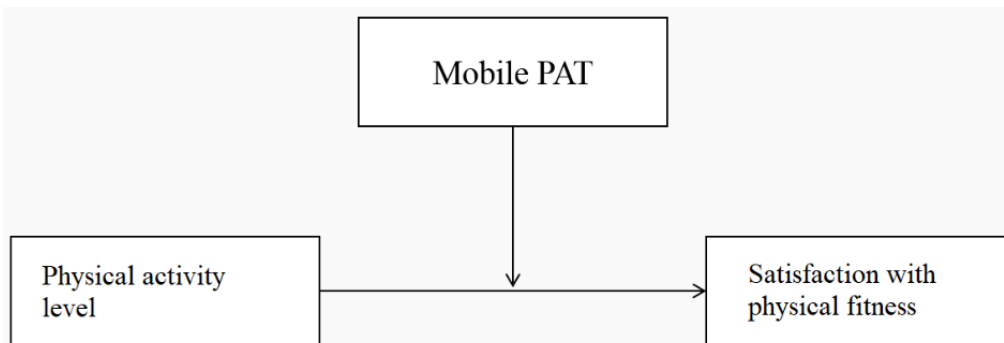 Mobile PAT
Physical activity
level
Satisfaction with
physical fitness